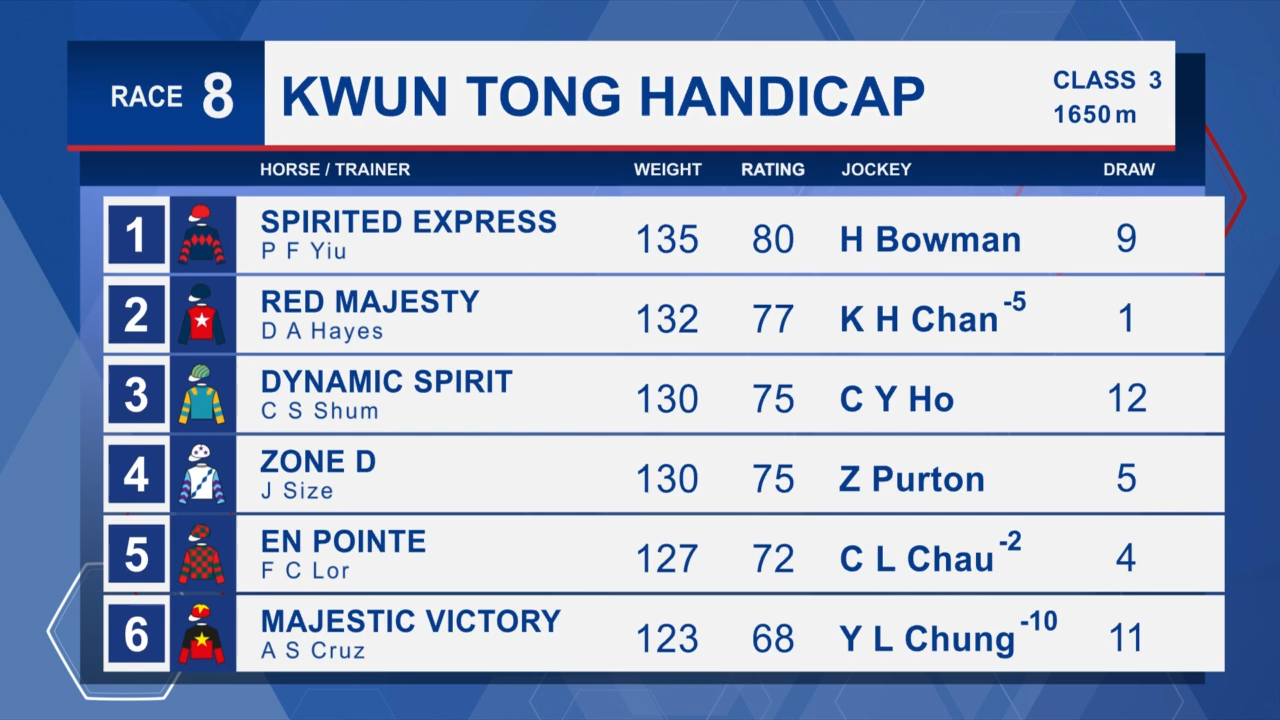 RACE 8 KWUN TONG HANDICAP CLASS 3
1650m
HORSE / TRAINER WEIGHT RATING JOCKEY DRAW
1 SPIRITED EXPRESS 135 80 H Bowman 9
P F Yiu
2 RED MAJESTY 132 77 K H Chan -5 1
D A Hayes
3 DYNAMIC SPIRIT 130 75 C Y Ho 12
C S Shum
4 ZONE D 130 75 Z Purton 5
J Size
5 EN POINTE 127 72 C L Chau -2 4
F C Lor
6 MAJESTIC VICTORY 123 68 Y L Chung -10 11
A S Cruz